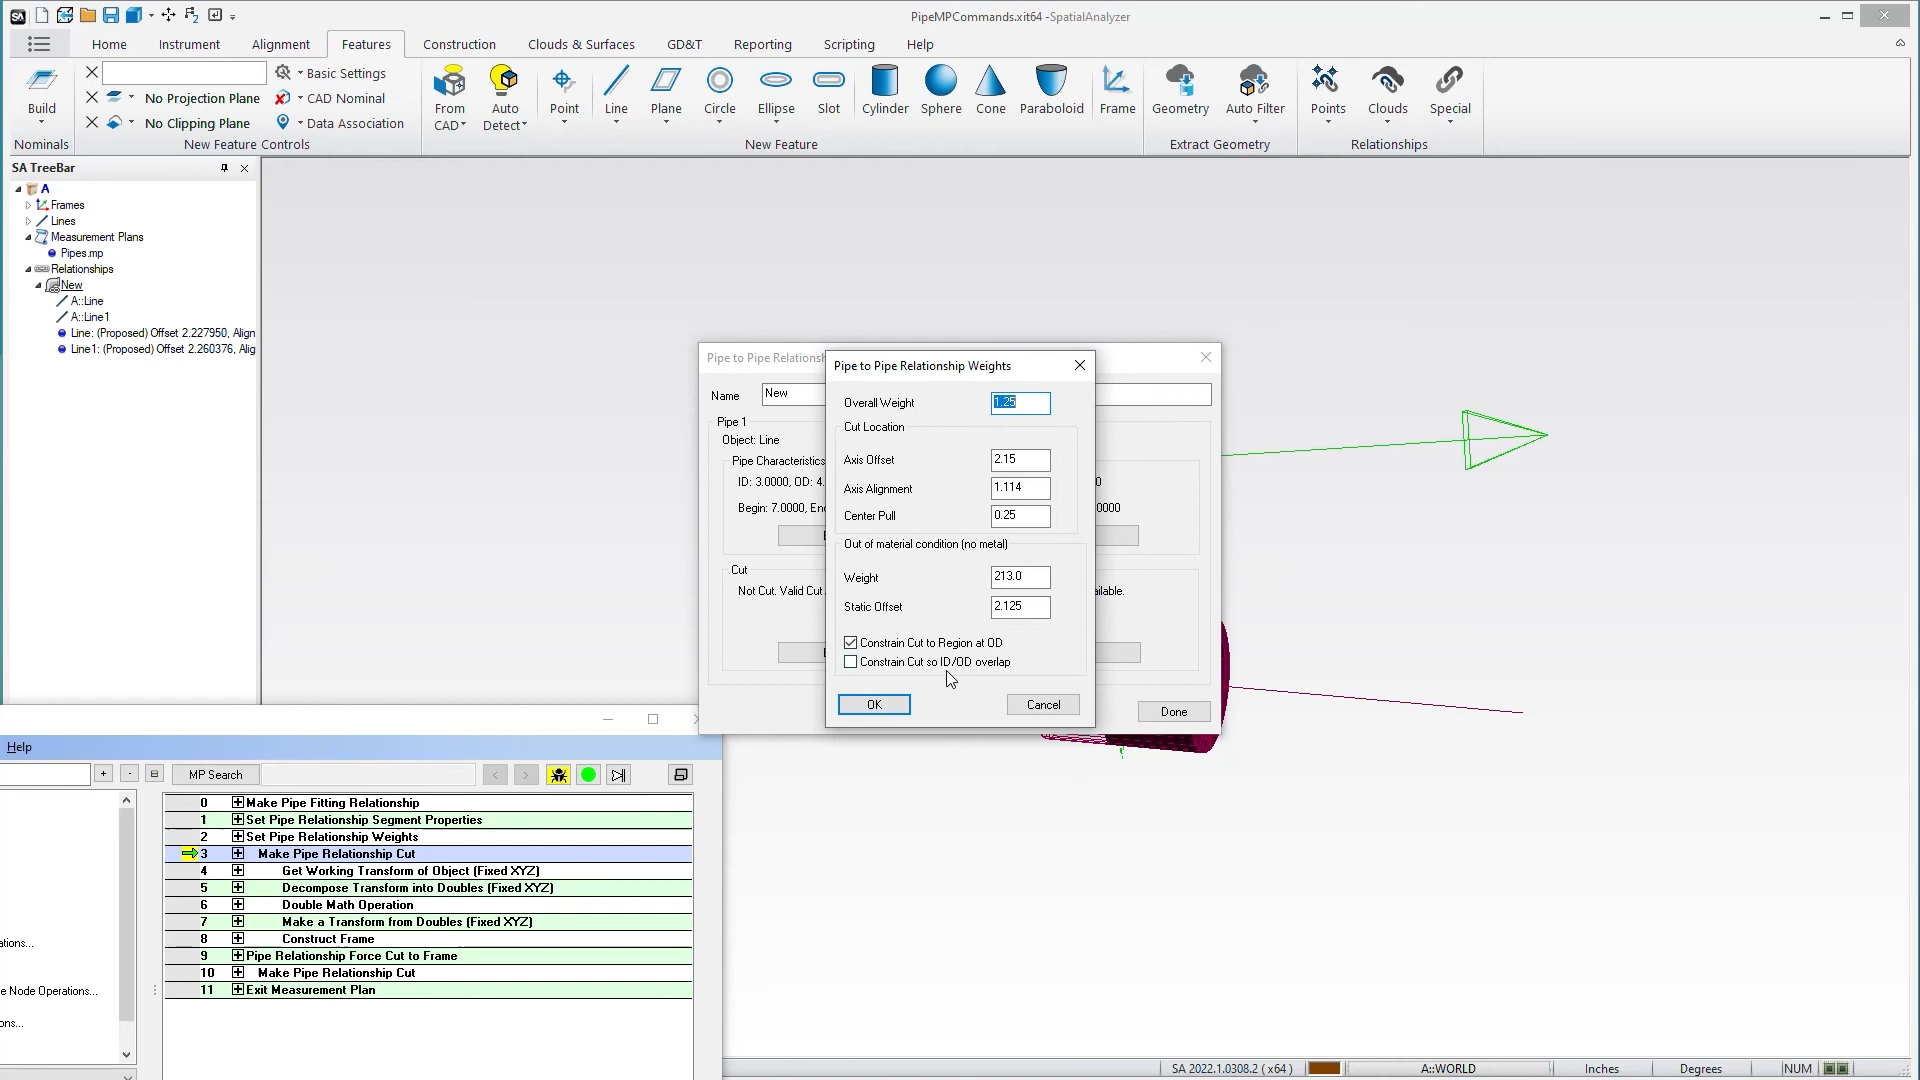 SA
PipeMPCommands.xit64 -SpatialAnalyzer
Home Instrument Alignment Features Construction Clouds & Surfaces GD&T Reporting Scripting Help
Build
Nominals
Basic Settings
No Projection Plane
CAD Nominal
No Clipping Plane
Data Association
New Feature Controls
From CAD
Auto Detect
Point
Line
Plane
Circle
Ellipse
Slot
Cylinder
Sphere
Cone
Paraboloid
Frame
New Feature
Geometry
Auto Filter
Extract Geometry
Points
Clouds
Special
Relationships
SA TreeBar
A
Frames
Lines
Measurement Plans
Pipes.mp
Relationships
New
A::Line
A::Line1
Line: (Proposed) Offset 2.227950, Align
Line1: (Proposed) Offset 2.260376, Alig
Pipe to Pipe Relationsh
Name New
Pipe 1
Object: Line
Pipe Characteristics
ID: 3.0000, OD: 4.
Begin: 7.0000, End
0000
Cut
Not Cut. Valid Cut
ailable.
Done
Pipe to Pipe Relationship Weights
Overall Weight 1.25
Cut Location
Axis Offset 2.15
Axis Alignment 1.114
Center Pull 0.25
Out of material condition (no metal)
Weight 213.0
Static Offset 2.125
Constrain Cut to Region at OD
Constrain Cut so ID/OD overlap
OK Cancel
Help
+ - MP Search < >
0 Make Pipe Fitting Relationship
1 Set Pipe Relationship Segment Properties
2 Set Pipe Relationship Weights
3 Make Pipe Relationship Cut
4 Get Working Transform of Object (Fixed XYZ)
5 Decompose Transform into Doubles (Fixed XYZ)
6 Double Math Operation
7 Make a Transform from Doubles (Fixed XYZ)
8 Construct Frame
9 Pipe Relationship Force Cut to Frame
10 Make Pipe Relationship Cut
11 Exit Measurement Plan
ations...
e Node Operations...
ons...
SA 2022.1.0308.2 ( x64 ) A::WORLD Inches Degrees NUM